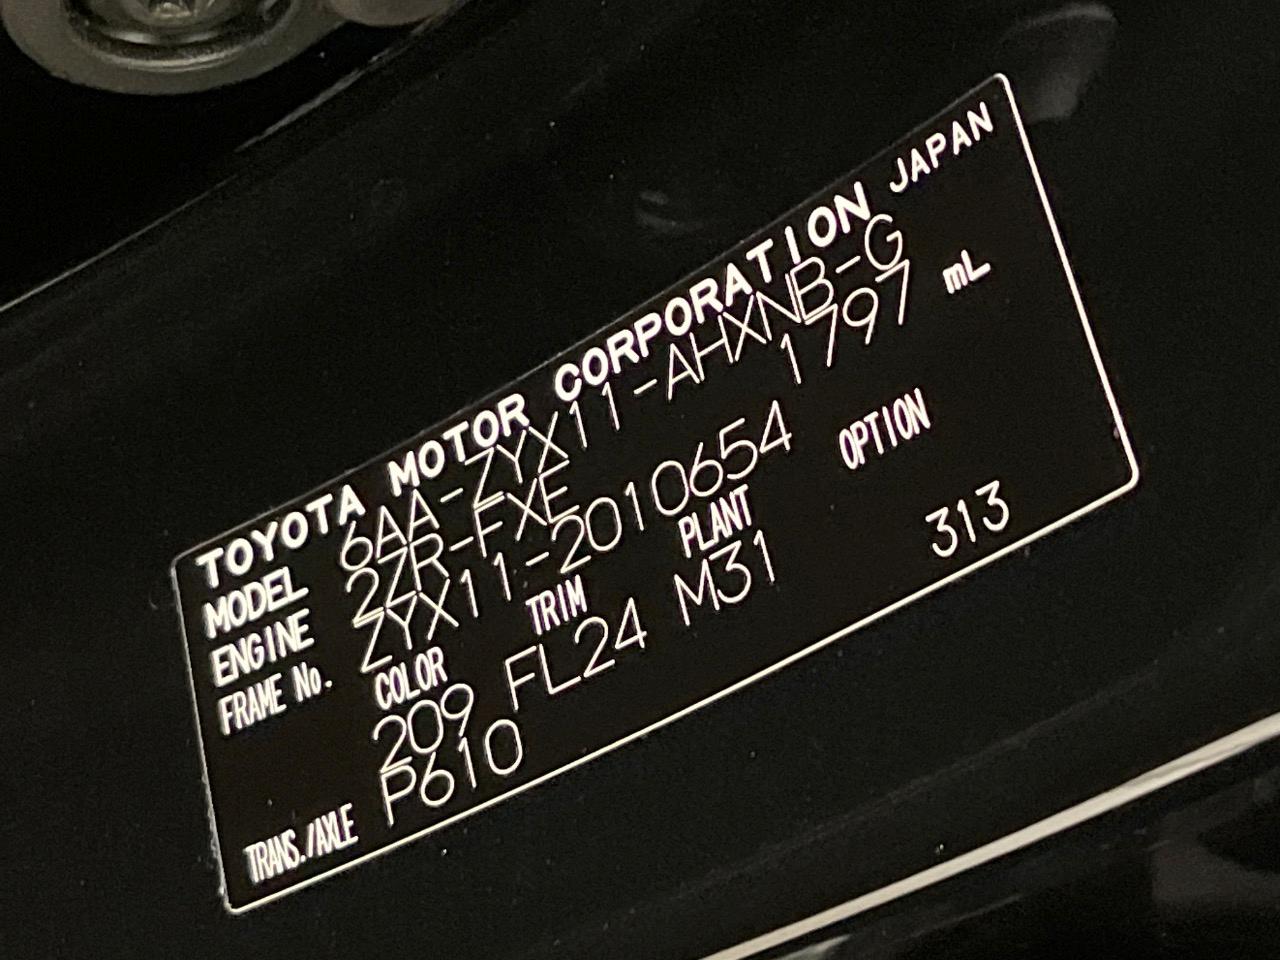 TOYOTA MOTOR CORPORATION JAPAN
MODEL 6AA-ZYX11-AHXNB-G
ENGINE 2ZR-FXE 1797 mL
FRAME No. ZYX11-2010654
COLOR TRIM PLANT OPTION
209 FL24 M31 313
TRANS./AXLE P610